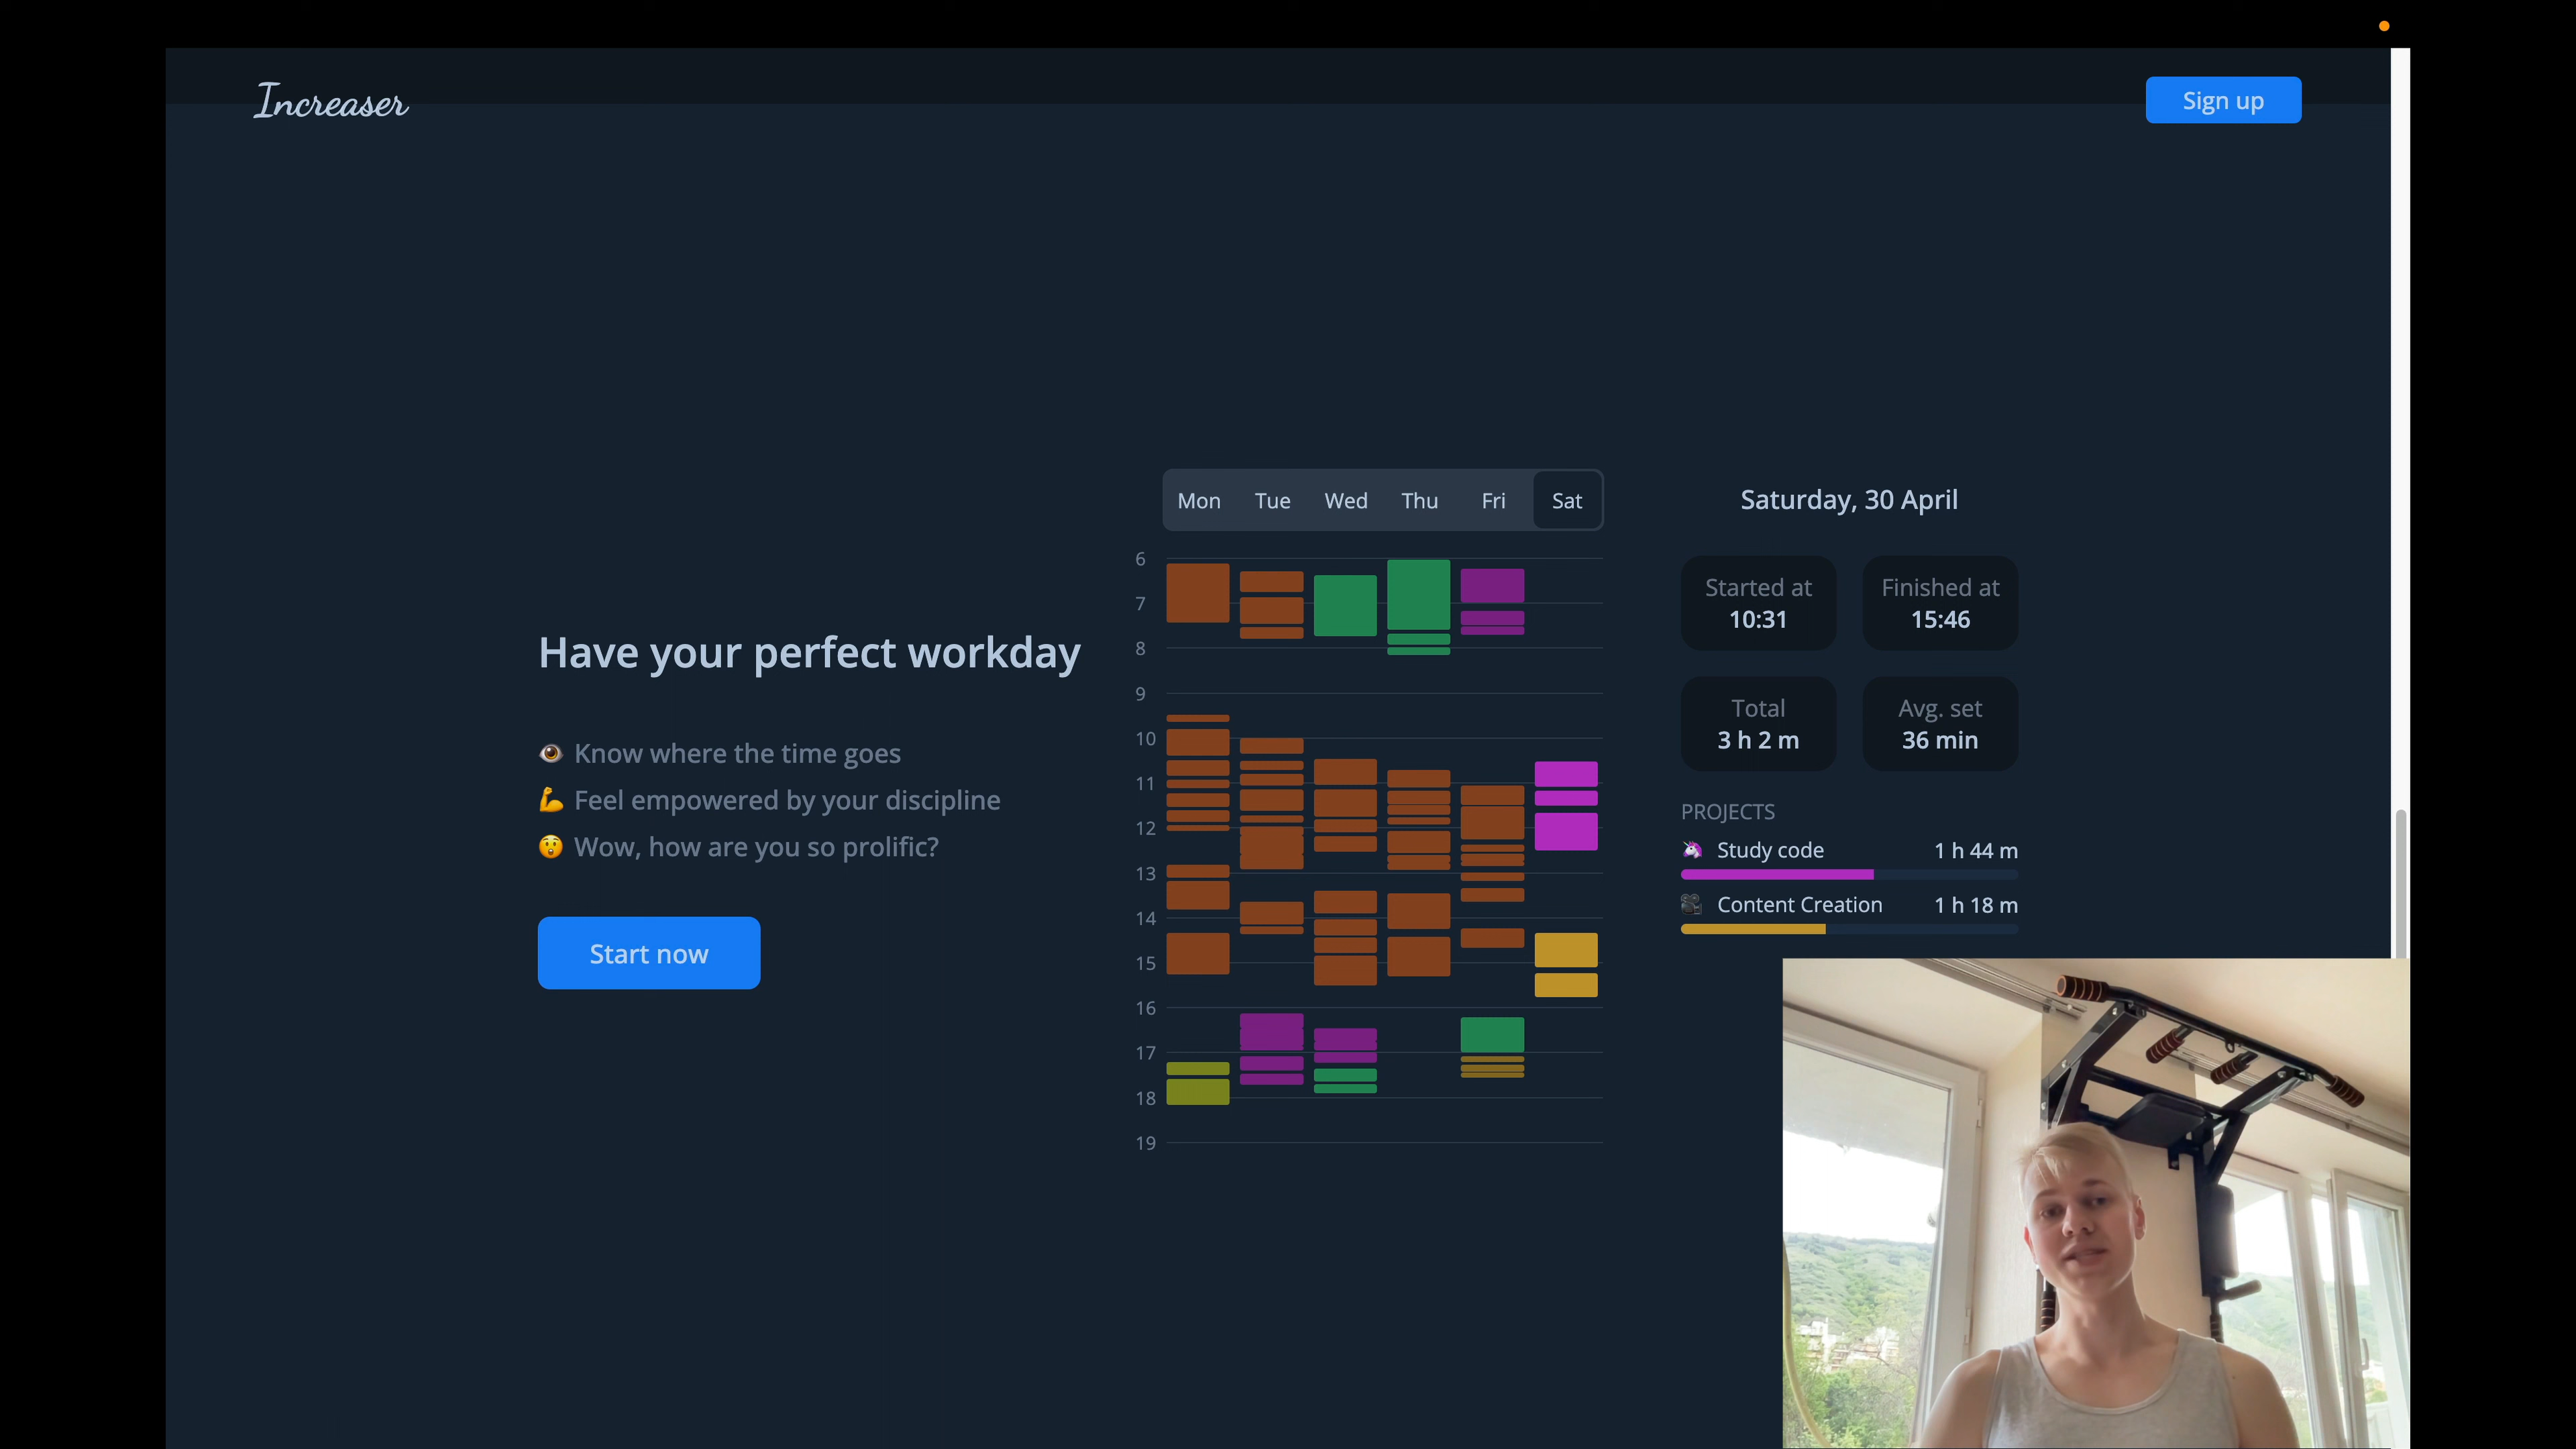 Increaser
Sign up
Have your perfect workday
👁️ Know where the time goes
💪 Feel empowered by your discipline
😲 Wow, how are you so prolific?
Start now
Mon Tue Wed Thu Fri Sat
6
7
8
9
10
11
12
13
14
15
16
17
18
19
Saturday, 30 April
Started at
10:31
Finished at
15:46
Total
3 h 2 m
Avg. set
36 min
PROJECTS
🦄 Study code 1 h 44 m
🎥 Content Creation 1 h 18 m